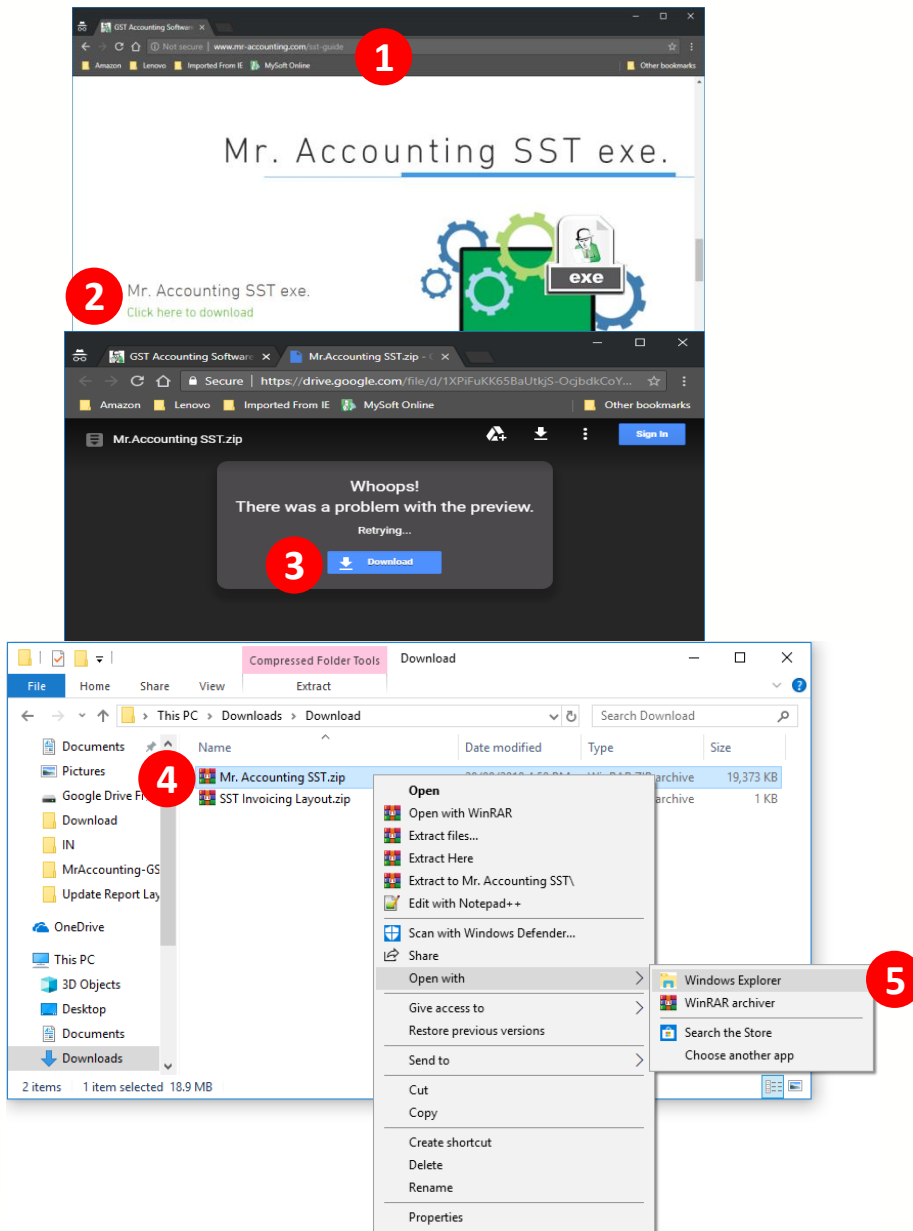 GST Accounting Software
Not secure | www.mr-accounting.com/sst-guide
1
Amazon Lenovo Imported From IE MySoft Online Other bookmarks
Mr. Accounting SST exe.
exe
2
Mr. Accounting SST exe.
Click here to download
GST Accounting Software Mr.Accounting SST.zip -
Secure | https://drive.google.com/file/d/1XPiFuKK65BaUtkjS-OcjbdkCoY...
Amazon Lenovo Imported From IE MySoft Online Other bookmarks
Mr.Accounting SST.zip Sign In
Whoops!
There was a problem with the preview.
Retrying...
3 Download
Compressed Folder Tools Download
File Home Share View Extract
This PC > Downloads > Download Search Download
Documents Name Date modified Type Size
Pictures 4 Mr. Accounting SST.zip archive 19,373 KB
Google Drive SST Invoicing Layout.zip archive 1 KB
Download
IN
MrAccounting-GS
Update Report Lay
OneDrive
This PC
3D Objects
Desktop
Documents
Downloads
2 items 1 item selected 18.9 MB
Open
Open with WinRAR
Extract files...
Extract Here
Extract to Mr. Accounting SST\
Edit with Notepad++
Scan with Windows Defender...
Share
Open with
Give access to
Restore previous versions
Send to
Cut
Copy
Create shortcut
Delete
Rename
Properties
Windows Explorer 5
WinRAR archiver
Search the Store
Choose another app